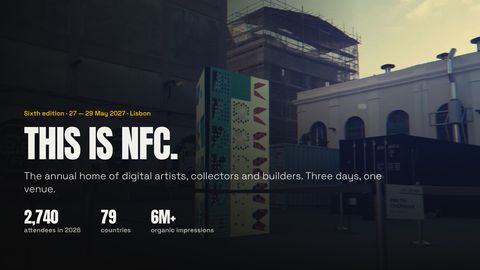 Sixth edition · 27 — 29 May 2027 · Lisbon
THIS IS NFC.
The annual home of digital artists, collectors and builders. Three days, one
venue.
2,740
attendees in 2026
79
countries
6M+
organic impressions